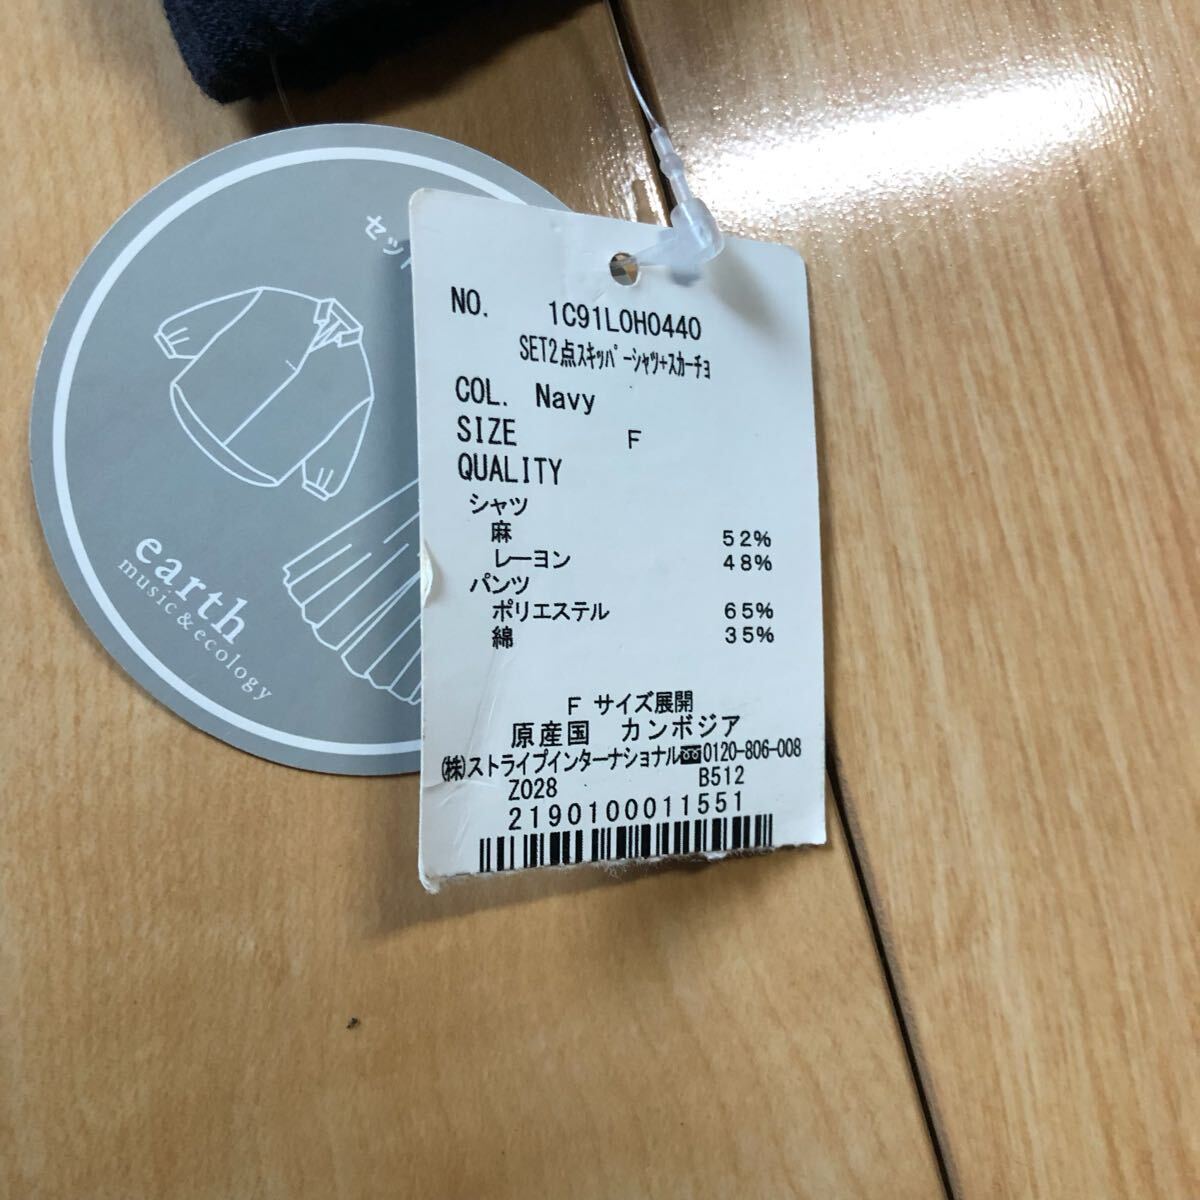 セット
earth
music&ecology
NO. 1C91L0H0440
SET2点ｽｷｯﾊﾟｰｼｬﾂ+ｽｶｰﾁｮ
COL. Navy
SIZE F
QUALITY
シャツ
麻 52%
レーヨン 48%
パンツ
ポリエステル 65%
綿 35%
F サイズ展開
原産国 カンボジア
(株)ストライプインターナショナル 0120-806-008
Z028 B512
2190100011551